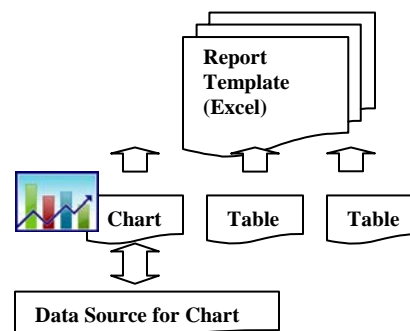 Report
Template
(Excel)
Chart
Table
Table
Data Source for Chart